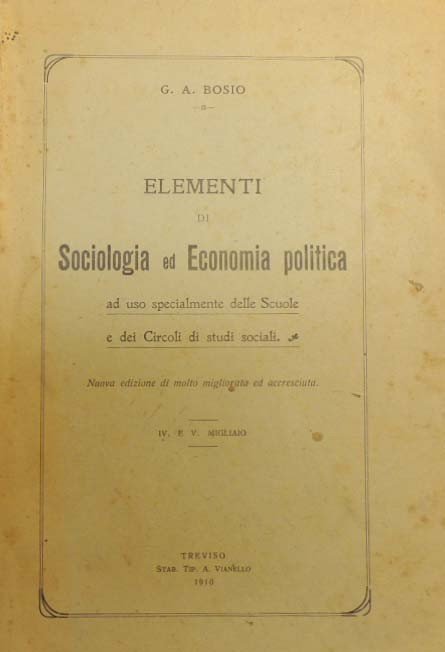 G. A. BOSIO
ELEMENTI
DI
Sociologia ed Economia politica
ad uso specialmente delle Scuole
e dei Circoli di studi sociali.
Nuova edizione di molto migliorata ed accresciuta.
IV. E V. MIGLIAIO
TREVISO
STAB. TIP. A. VIANELLO
1910